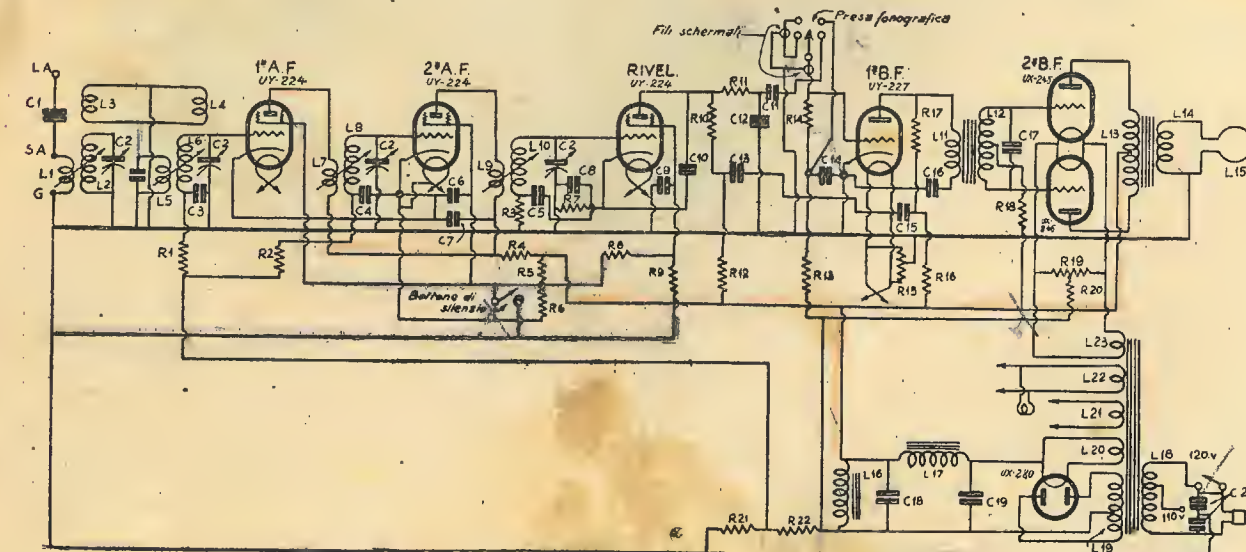 Presa fonografica
Fili schermati
LA
C1
SA
L1
G
L3
L4
L2
C2
L6
C2
L5
C3
1ª A.F.
UY-224
L7
L8
C2
C4
2ª A.F.
UY-224
C6
C7
L9
L10
C2
C8
R7
R3
C5
RIVEL.
UY-224
C9
C10
R10
R11
C11
C12
C13
R14
C14
1ª B.F.
UY-227
R17
C15
C16
L11
L12
C17
R18
2ª B.F.
UX-245
L13
L14
L15
R1
R2
R4
R5
R6
R8
R9
R12
R13
R15
R16
R19
R20
Bottone di
silenzio
L23
L22
L21
L20
L19
L18
120.v
110v
UX-280
L16
L17
C18
C19
R21
R22